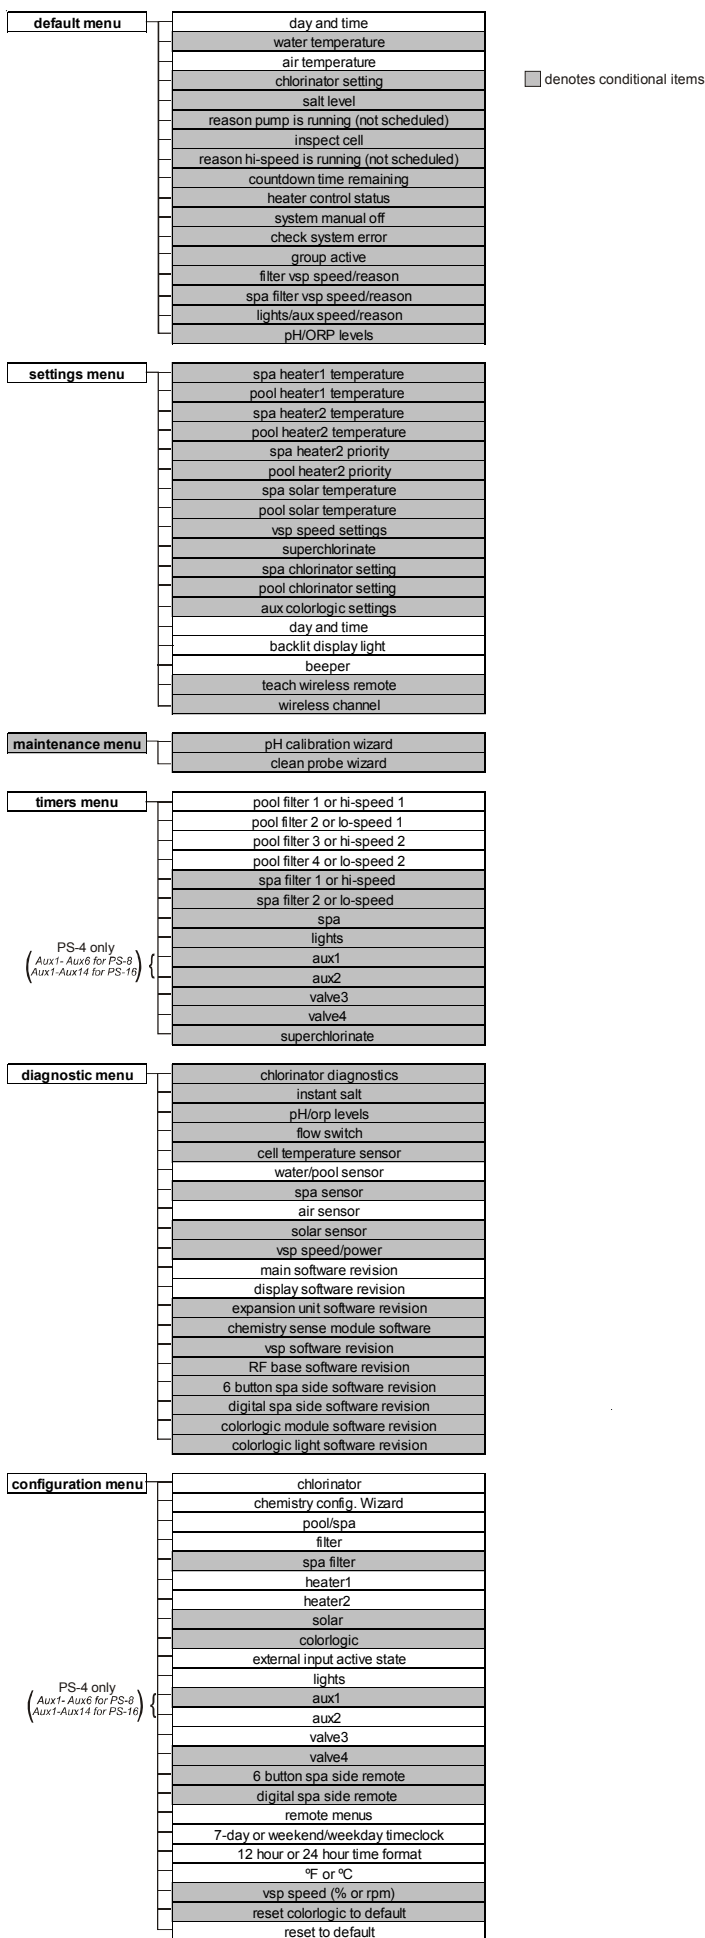 default menu
day and time
water temperature
air temperature
chlorinator setting
denotes conditional items
salt level
reason pump is running (not scheduled)
inspect cell
reason hi-speed is running (not scheduled)
countdown time remaining
heater control status
system manual off
check system error
group active
filter vsp speed/reason
spa filter vsp speed/reason
lights/aux speed/reason
pH/ORP levels
settings menu
spa heater1 temperature
pool heater1 temperature
spa heater2 temperature
pool heater2 temperature
spa heater2 priority
pool heater2 priority
spa solar temperature
pool solar temperature
vsp speed settings
superchlorinate
spa chlorinator setting
pool chlorinator setting
aux colorlogic settings
day and time
backlit display light
beeper
teach wireless remote
wireless channel
maintenance menu
pH calibration wizard
clean probe wizard
timers menu
pool filter 1 or hi-speed 1
pool filter 2 or lo-speed 1
pool filter 3 or hi-speed 2
pool filter 4 or lo-speed 2
spa filter 1 or hi-speed
spa filter 2 or lo-speed
spa
lights
PS-4 only
(Aux1- Aux6 for PS-8
Aux1-Aux14 for PS-16) {
aux1
aux2
valve3
valve4
superchlorinate
diagnostic menu
chlorinator diagnostics
instant salt
pH/orp levels
flow switch
cell temperature sensor
water/pool sensor
spa sensor
air sensor
solar sensor
vsp speed/power
main software revision
display software revision
expansion unit software revision
chemistry sense module software
vsp software revision
RF base software revision
6 button spa side software revision
digital spa side software revision
colorlogic module software revision
colorlogic light software revision
configuration menu
chlorinator
chemistry config. Wizard
pool/spa
filter
spa filter
heater1
heater2
solar
colorlogic
external input active state
lights
PS-4 only
(Aux1- Aux6 for PS-8
Aux1-Aux14 for PS-16) {
aux1
aux2
valve3
valve4
6 button spa side remote
digital spa side remote
remote menus
7-day or weekend/weekday timeclock
12 hour or 24 hour time format
ºF or ºC
vsp speed (% or rpm)
reset colorlogic to default
reset to default